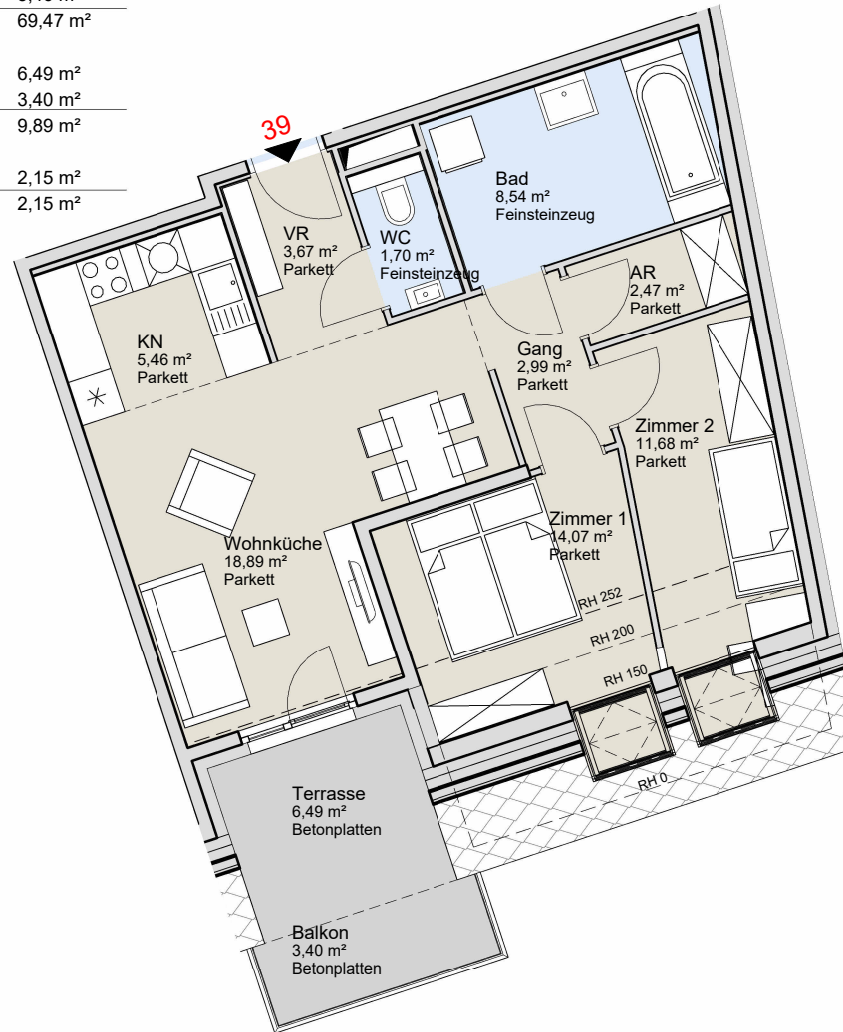 69,47 m²
6,49 m²
3,40 m²
9,89 m²
2,15 m²
2,15 m²
39
Bad
8,54 m²
Feinsteinzeug
VR
3,67 m²
Parkett
WC
1,70 m²
Feinsteinzeug
AR
2,47 m²
Parkett
KN
5,46 m²
Parkett
Gang
2,99 m²
Parkett
Zimmer 2
11,68 m²
Parkett
Zimmer 1
14,07 m²
Parkett
Wohnküche
18,89 m²
Parkett
RH 252
RH 200
RH 150
RH 0
Terrasse
6,49 m²
Betonplatten
Balkon
3,40 m²
Betonplatten